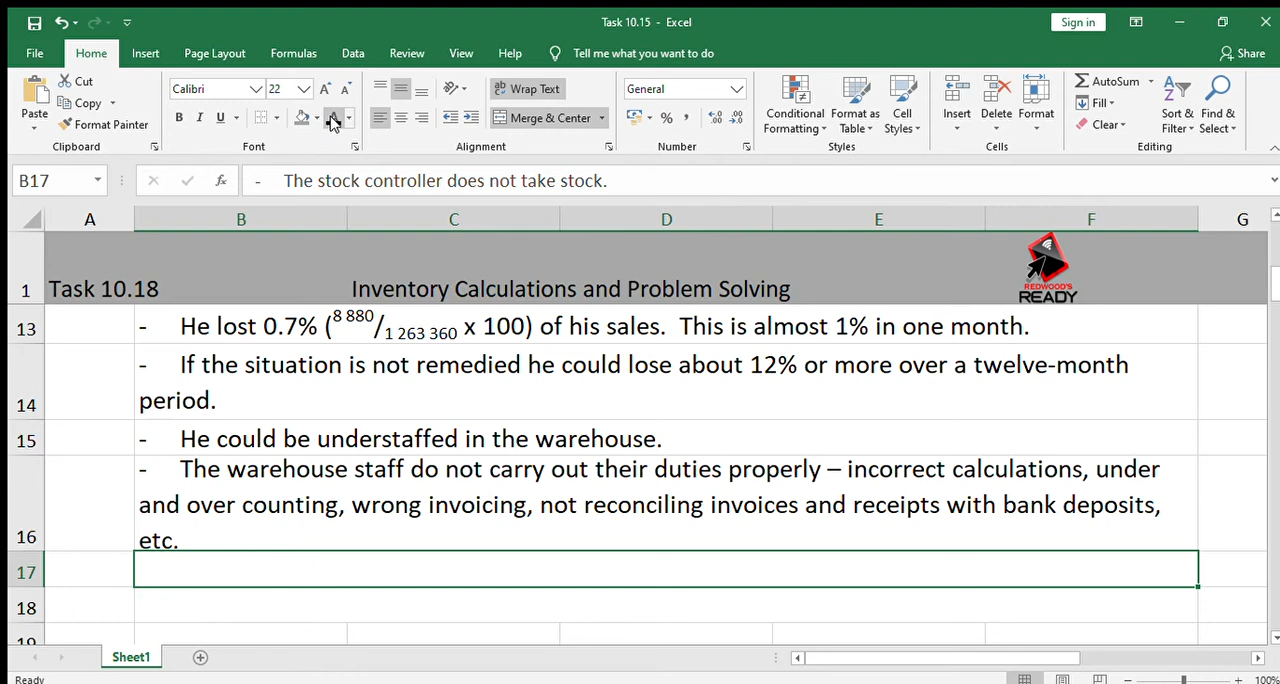 Task 10.15 - Excel
Sign in
File Home Insert Page Layout Formulas Data Review View Help Tell me what you want to do Share
Paste
Cut
Copy
Format Painter
Clipboard
Calibri 22
B I U
Font
Wrap Text
Merge & Center
Alignment
General
Number
Conditional Formatting
Format as Table
Cell Styles
Styles
Insert Delete Format
Cells
AutoSum
Fill
Clear
Sort & Filter
Find & Select
Editing
B17 fx - The stock controller does not take stock.
A B C D E F G
1 Task 10.18 Inventory Calculations and Problem Solving
REDWOOD'S
READY
13 - He lost 0.7% (8 880/1 263 360 x 100) of his sales. This is almost 1% in one month.
- If the situation is not remedied he could lose about 12% or more over a twelve-month
14 period.
15 - He could be understaffed in the warehouse.
- The warehouse staff do not carry out their duties properly – incorrect calculations, under
and over counting, wrong invoicing, not reconciling invoices and receipts with bank deposits,
16 etc.
17
18
19
Sheet1
Ready 100%